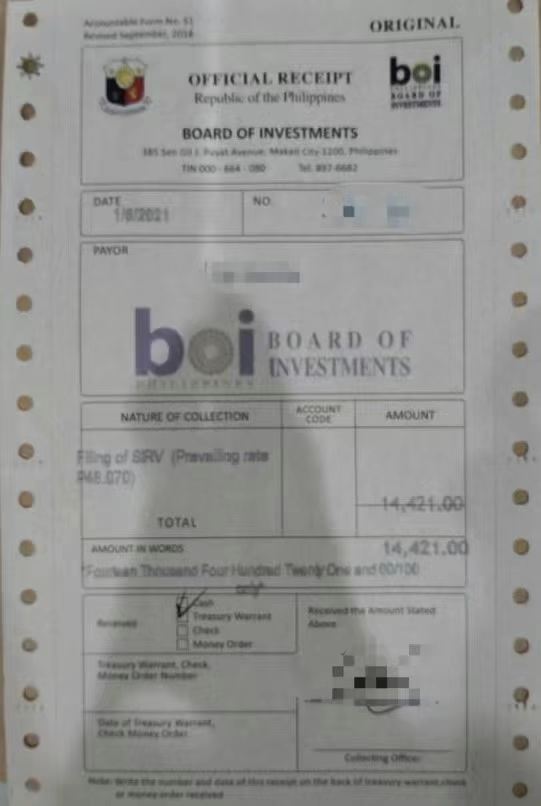 Accountable Form No. 51
Revised September, 2018
ORIGINAL
OFFICIAL RECEIPT
Republic of the Philippines
boi
PHILIPPINES
BOARD OF
INVESTMENTS
BOARD OF INVESTMENTS
385 Sen Gil J. Puyat Avenue, Makati City 1200, Philippines
TIN 000 - 664 - 080 Tel. 897-6682
DATE
1/6/2021
NO.
PAYOR
boi BOARD OF
INVESTMENTS
PHILIPPINES
NATURE OF COLLECTION
ACCOUNT
CODE
AMOUNT
Filing of SIRV (Prevailing rate
P48.070)
14,421.00
TOTAL
14,421.00
AMOUNT IN WORDS
*Fourteen Thousand Four Hundred Twenty One and 00/100
only*
Received
Cash
Treasury Warrant
Check
Money Order
Received the Amount Stated
Above
Treasury Warrant, Check,
Money Order Number
Date of Treasury Warrant,
Check Money Order
Collecting Officer
Note: Write the number and date of this receipt on the back of treasury warrant check
or money order received